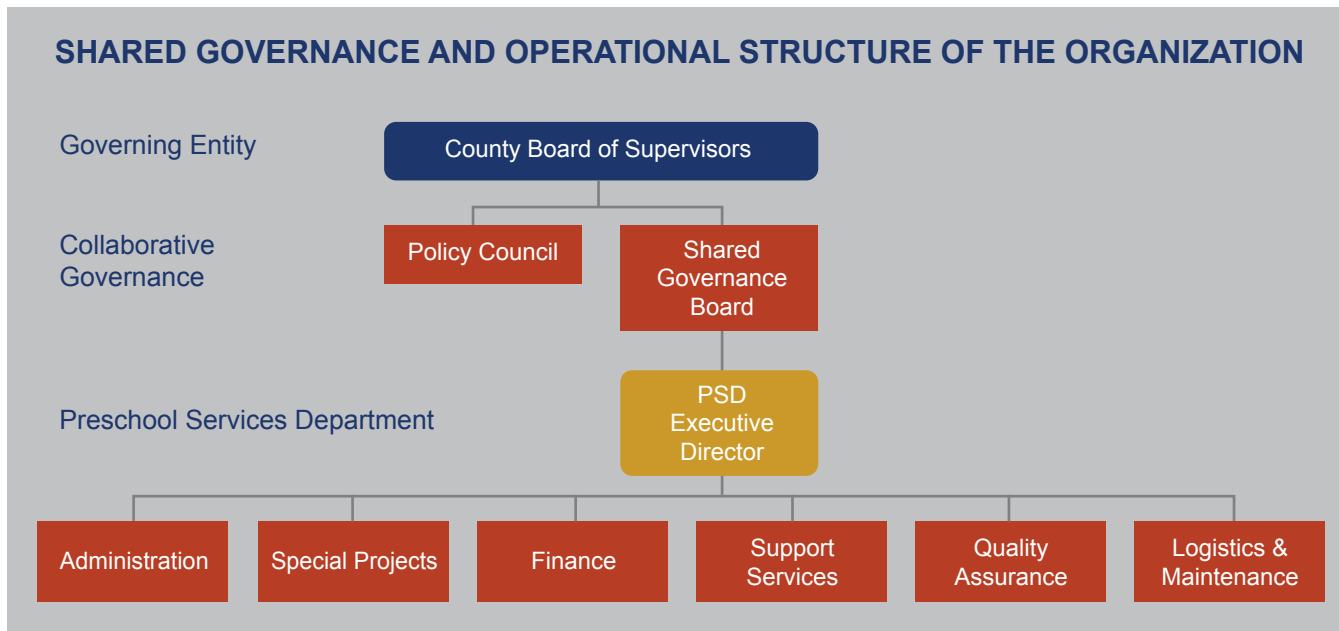 SHARED GOVERNANCE AND OPERATIONAL STRUCTURE OF THE ORGANIZATION
Governing Entity
County Board of Supervisors
Collaborative
Governance
Policy Council
Shared
Governance
Board
Preschool Services Department
PSD
Executive
Director
Administration
Special Projects
Finance
Support
Services
Quality
Assurance
Logistics &
Maintenance